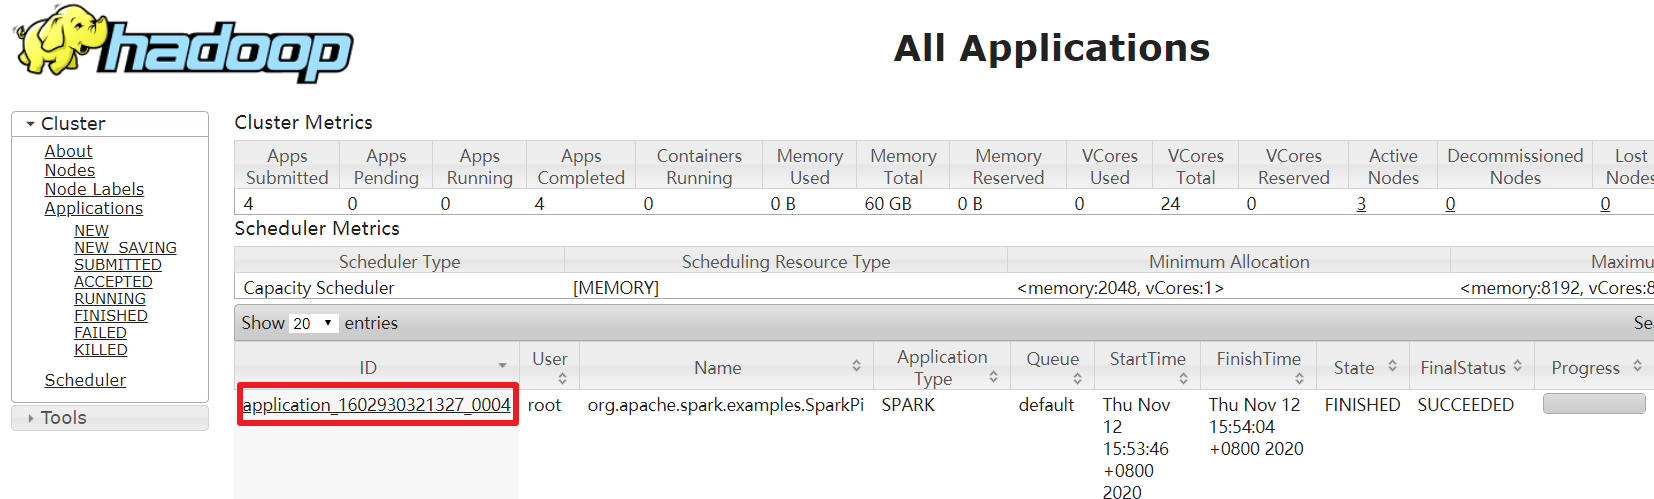 hadoop
All Applications
Cluster
About
Nodes
Node Labels
Applications
NEW
NEW_SAVING
SUBMITTED
ACCEPTED
RUNNING
FINISHED
FAILED
KILLED
Scheduler
Tools
Cluster Metrics
Apps Submitted Apps Pending Apps Running Apps Completed Containers Running Memory Used Memory Total Memory Reserved VCores Used VCores Total VCores Reserved Active Nodes Decommissioned Nodes Lost Nodes
4 0 0 4 0 0 B 60 GB 0 B 0 24 0 3 0 0
Scheduler Metrics
Scheduler Type Scheduling Resource Type Minimum Allocation Maximu
Capacity Scheduler [MEMORY] <memory:2048, vCores:1> <memory:8192, vCores:8
Show 20 entries Se
ID User Name Application Type Queue StartTime FinishTime State FinalStatus Progress
application_1602930321327_0004 root org.apache.spark.examples.SparkPi SPARK default Thu Nov 12 15:53:46 +0800 2020 Thu Nov 12 15:54:04 +0800 2020 FINISHED SUCCEEDED